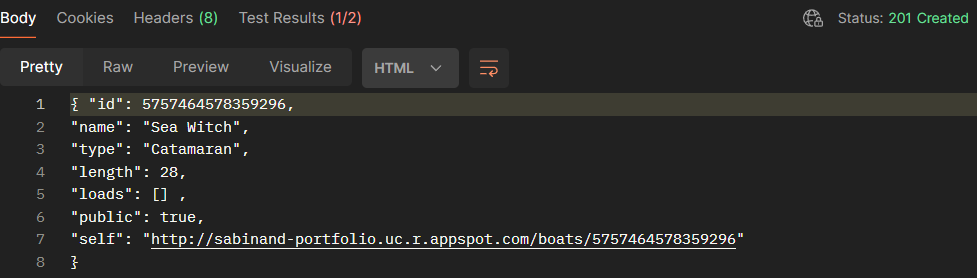 Body Cookies Headers (8) Test Results (1/2) Status: 201 Created
Pretty Raw Preview Visualize HTML
1 { "id": 5757464578359296,
2 "name": "Sea Witch",
3 "type": "Catamaran",
4 "length": 28,
5 "loads": [] ,
6 "public": true,
7 "self": "http://sabinand-portfolio.uc.r.appspot.com/boats/5757464578359296"
8 }